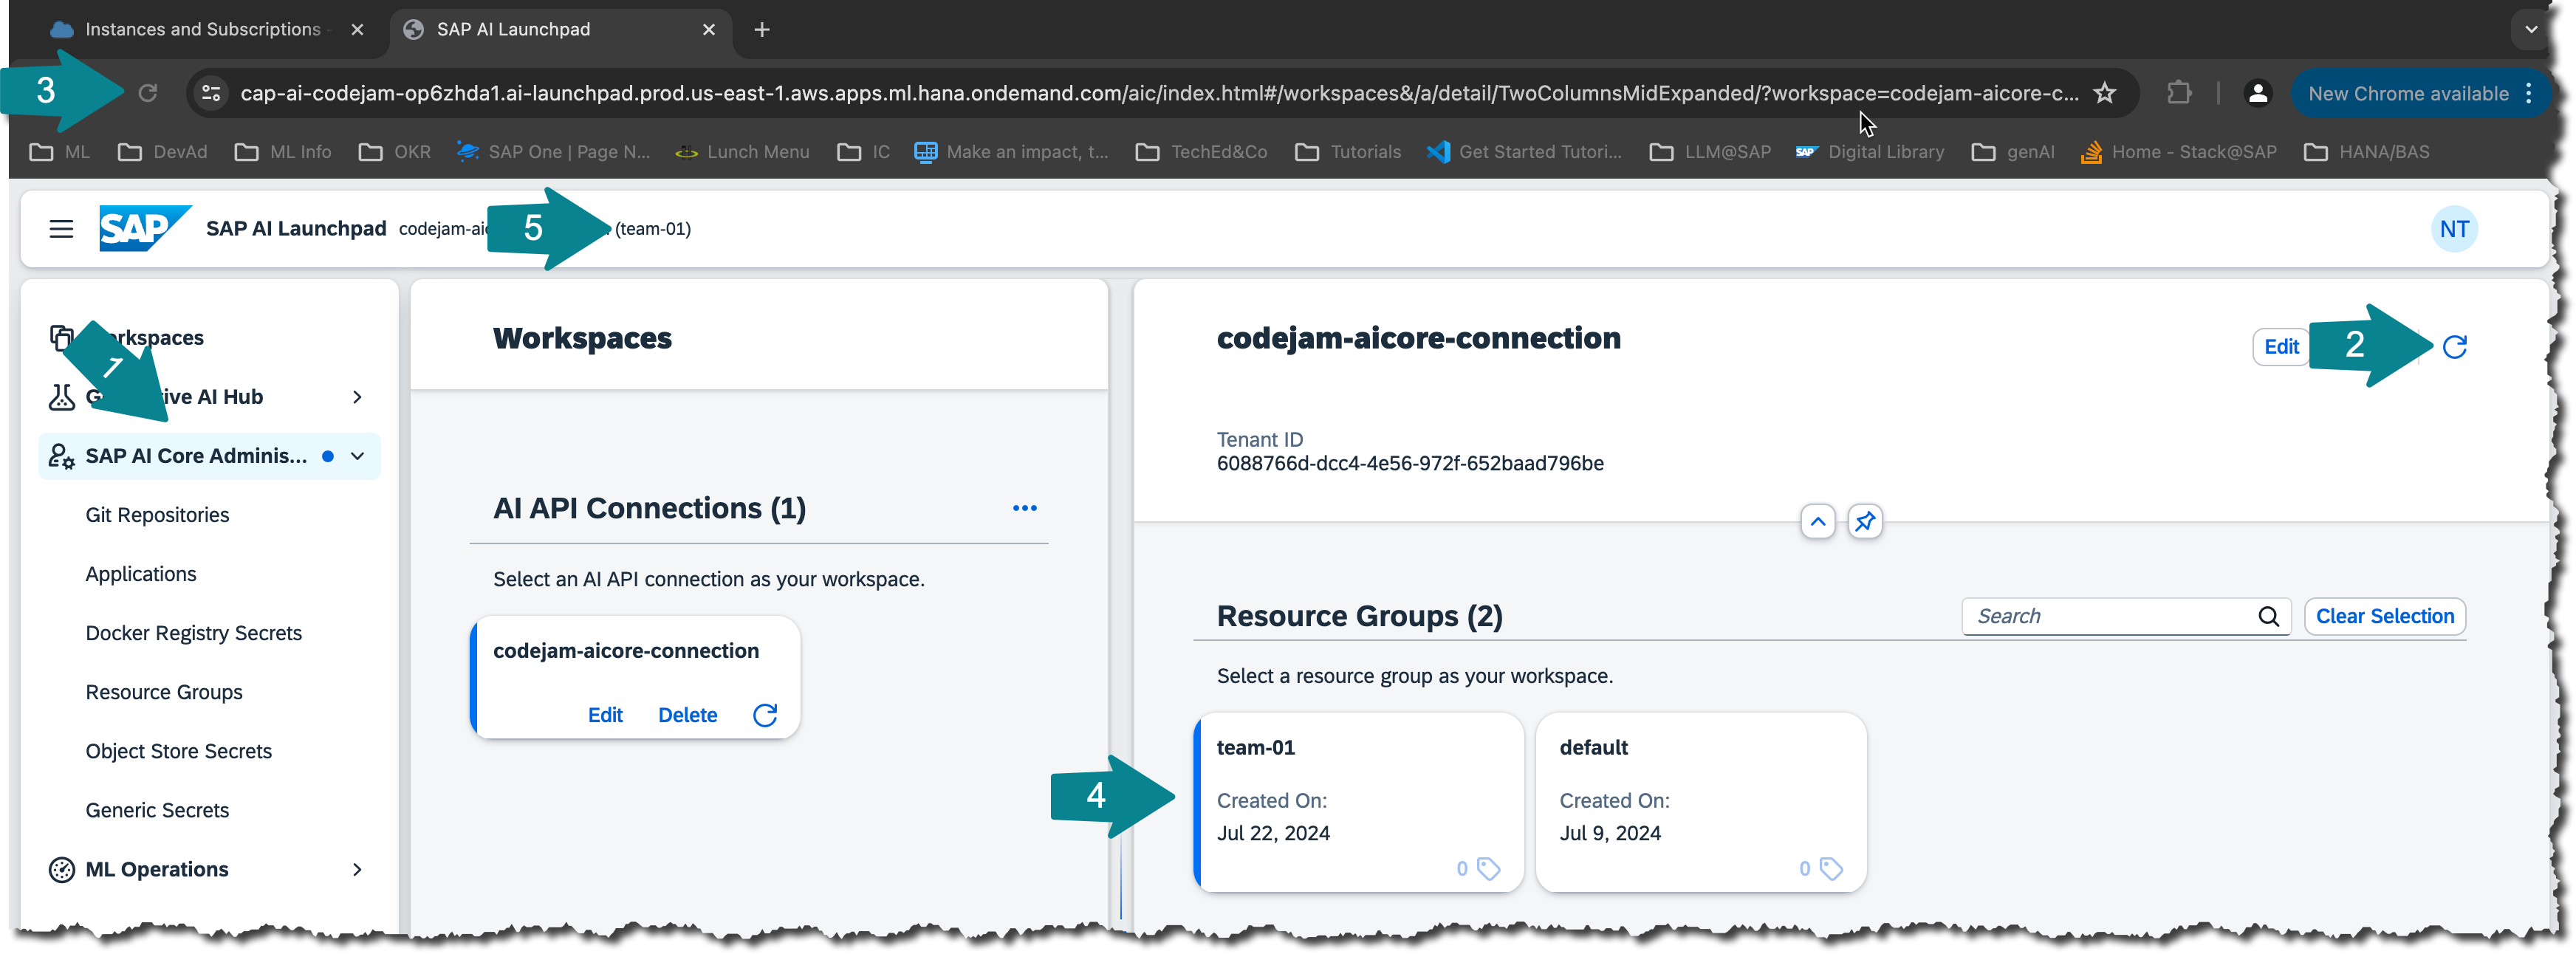 Instances and Subscriptions -
SAP AI Launchpad
3
cap-ai-codejam-op6zhda1.ai-launchpad.prod.us-east-1.aws.apps.ml.hana.ondemand.com/aic/index.html#/workspaces&/a/detail/TwoColumnsMidExpanded/?workspace=codejam-aicore-c...
New Chrome available
ML
DevAd
ML Info
OKR
SAP One | Page N...
Lunch Menu
IC
Make an impact, t...
TechEd&Co
Tutorials
Get Started Tutori...
LLM@SAP
SAP
Digital Library
genAI
Home - Stack@SAP
HANA/BAS
SAP
SAP AI Launchpad
codejam-aic
5
(team-01)
NT
rkspaces
1
G
ive AI Hub
SAP AI Core Adminis...
Git Repositories
Applications
Docker Registry Secrets
Resource Groups
Object Store Secrets
Generic Secrets
ML Operations
Workspaces
AI API Connections (1)
Select an AI API connection as your workspace.
codejam-aicore-connection
Edit
Delete
codejam-aicore-connection
Edit
2
Tenant ID
6088766d-dcc4-4e56-972f-652baad796be
Resource Groups (2)
Search
Clear Selection
Select a resource group as your workspace.
4
team-01
Created On:
Jul 22, 2024
0
default
Created On:
Jul 9, 2024
0